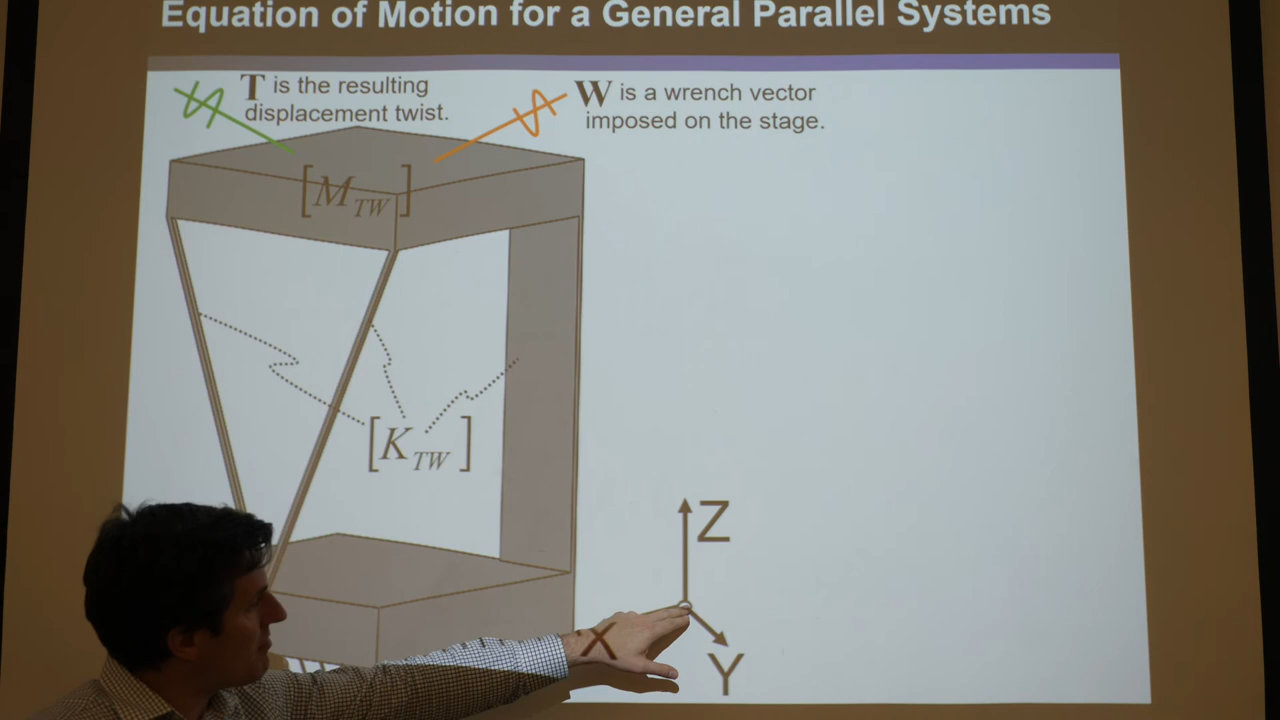 Equation of Motion for a General Parallel Systems
T is the resulting
displacement twist.
W is a wrench vector
imposed on the stage.
[M_TW]
[K_TW]
Z
X
Y